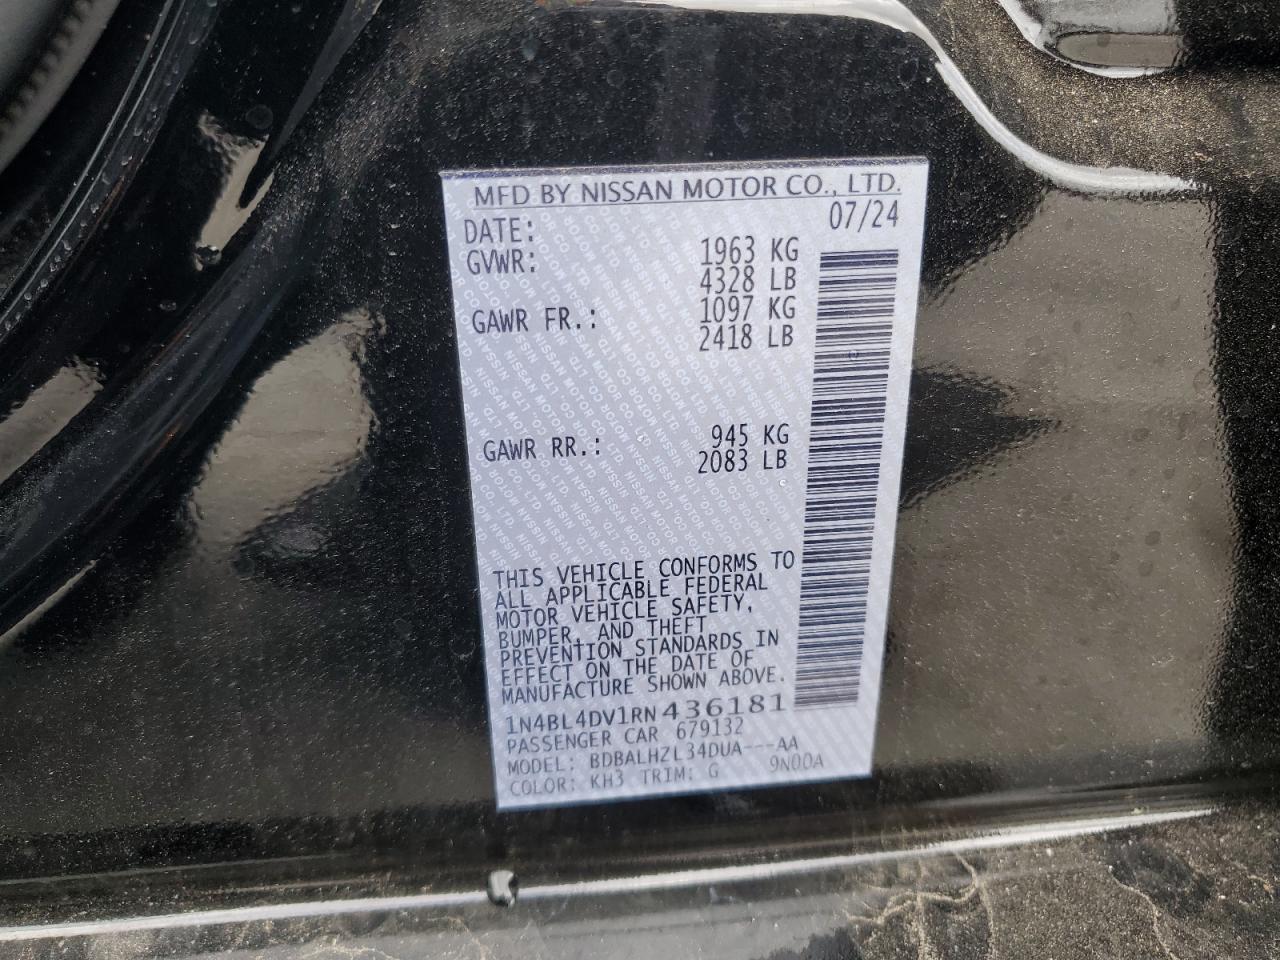 MFD BY NISSAN MOTOR CO., LTD.
DATE: 07/24
GVWR: 1963 KG
4328 LB
GAWR FR.: 1097 KG
2418 LB
GAWR RR.: 945 KG
2083 LB
THIS VEHICLE CONFORMS TO
ALL APPLICABLE FEDERAL
MOTOR VEHICLE SAFETY,
BUMPER, AND THEFT
PREVENTION STANDARDS IN
EFFECT ON THE DATE OF
MANUFACTURE SHOWN ABOVE.
1N4BL4DV1RN436181
PASSENGER CAR 679132
MODEL: BDBALHZL34DUA---AA
COLOR: KH3 TRIM: G 9N00A